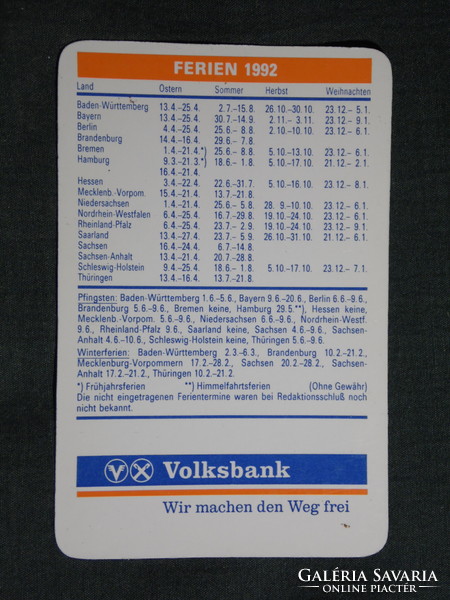 FERIEN 1992
Land Ostern Sommer Herbst Weihnachten
Baden-Württemberg 13.4.–25.4. 2.7.–15.8. 26.10.–30.10. 23.12.– 5.1.
Bayern 13.4.–25.4. 30.7.–14.9. 2.11.– 3.11. 23.12.– 9.1.
Berlin 4.4.–25.4. 25.6.– 8.8. 2.10.–10.10. 23.12.– 6.1.
Brandenburg 14.4.–16.4. 29.6.– 7.8.
Bremen 1.4.–21.4.*) 25.6.– 8.8. 5.10.–13.10. 23.12.– 6.1.
Hamburg 9.3.–21.3.*) 18.6.– 1.8. 5.10.–17.10. 21.12.– 2.1.
16.4.–21.4.
Hessen 3.4.–22.4. 22.6.–31.7. 5.10.–16.10. 23.12.– 8.1.
Mecklenb.-Vorpom. 15.4.–21.4. 13.7.–21.8.
Niedersachsen 1.4.–21.4. 25.6.– 5.8. 28. 9.–10.10. 23.12.– 6.1.
Nordrhein-Westfalen 6.4.–25.4. 16.7.–29.8. 19.10.–24.10. 23.12.– 6.1.
Rheinland-Pfalz 6.4.–25.4. 23.7.– 2.9. 19.10.–24.10. 23.12.– 9.1.
Saarland 13.4.–27.4. 23.7.– 5.9. 26.10.–31.10. 21.12.– 6.1.
Sachsen 16.4.–24.4. 6.7.–14.8.
Sachsen-Anhalt 13.4.–21.4. 20.7.–28.8.
Schleswig-Holstein 9.4.–25.4. 18.6.– 1.8. 5.10.–17.10. 23.12.– 7.1.
Thüringen 13.4.–16.4. 13.7.–21.8.
Pfingsten: Baden-Württemberg 1.6.–5.6., Bayern 9.6.–20.6., Berlin 6.6.–9.6.,
Brandenburg 5.6.–9.6., Bremen keine, Hamburg 29.5.**), Hessen keine,
Mecklenb.-Vorpom. 5.6.–9.6., Niedersachsen 6.6.–9.6., Nordrhein-Westf.
9.6., Rheinland-Pfalz 9.6., Saarland keine, Sachsen 4.6.–9.6., Sachsen-
Anhalt 4.6.–10.6., Schleswig-Holstein keine, Thüringen 5.6.–9.6.
Winterferien: Baden-Württemberg 2.3.–6.3., Brandenburg 10.2.–21.2.,
Mecklenburg-Vorpommern 17.2.–28.2., Sachsen 20.2.–28.2., Sachsen-
Anhalt 17.2.–21.2., Thüringen 10.2.–21.2.
*) Frühjahrsferien **) Himmelfahrtsferien (Ohne Gewähr)
Die nicht eingetragenen Ferientermine waren bei Redaktionsschluß noch
nicht bekannt.
Volksbank
Wir machen den Weg frei
GALÉRIA SAVARIA
ONLINE PIACTÉR